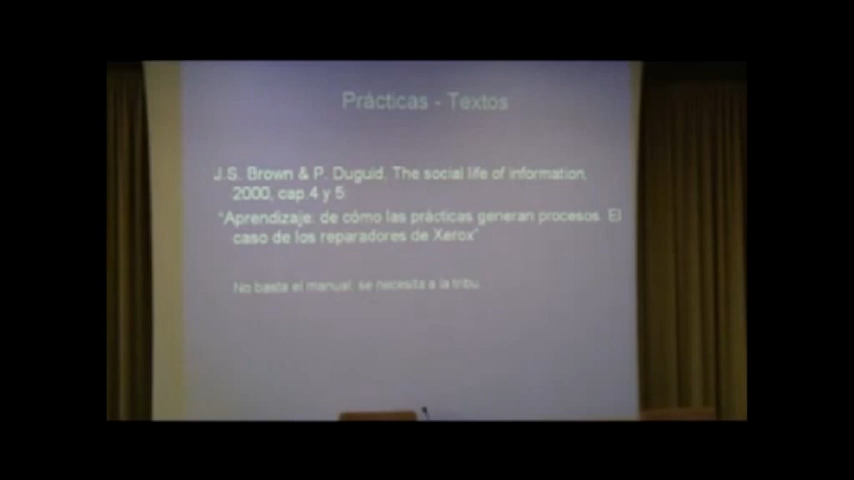 Prácticas - Textos
J.S. Brown & P. Duguid. The social life of information,
2000, cap.4 y 5
"Aprendizaje: de cómo las prácticas generan procesos. El
caso de los reparadores de Xerox"
No basta el manual, se necesita a la tribu.